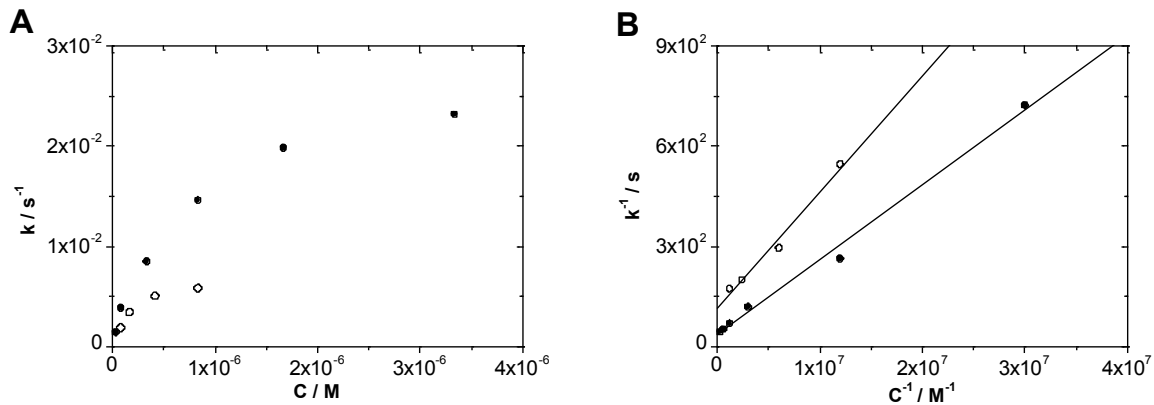 A
3x10⁻²
2x10⁻²
1x10⁻²
0
k / s⁻¹
0
1x10⁻⁶
2x10⁻⁶
3x10⁻⁶
4x10⁻⁶
C / M
B
9x10²
6x10²
3x10²
0
k⁻¹ / s
0
1x10⁷
2x10⁷
3x10⁷
4x10⁷
C⁻¹ / M⁻¹